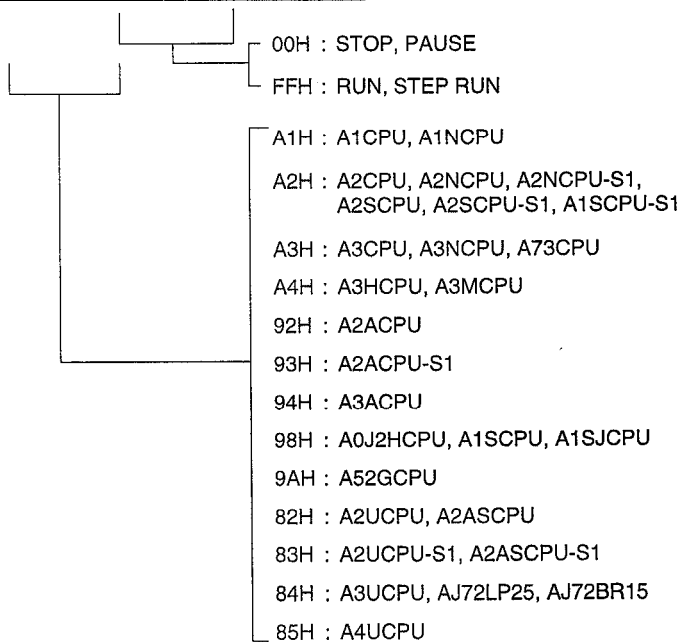 00H : STOP, PAUSE
FFH : RUN, STEP RUN
A1H : A1CPU, A1NCPU
A2H : A2CPU, A2NCPU, A2NCPU-S1,
A2SCPU, A2SCPU-S1, A1SCPU-S1
A3H : A3CPU, A3NCPU, A73CPU
A4H : A3HCPU, A3MCPU
92H : A2ACPU
93H : A2ACPU-S1
94H : A3ACPU
98H : A0J2HCPU, A1SCPU, A1SJCPU
9AH : A52GCPU
82H : A2UCPU, A2ASCPU
83H : A2UCPU-S1, A2ASCPU-S1
84H : A3UCPU, AJ72LP25, AJ72BR15
85H : A4UCPU